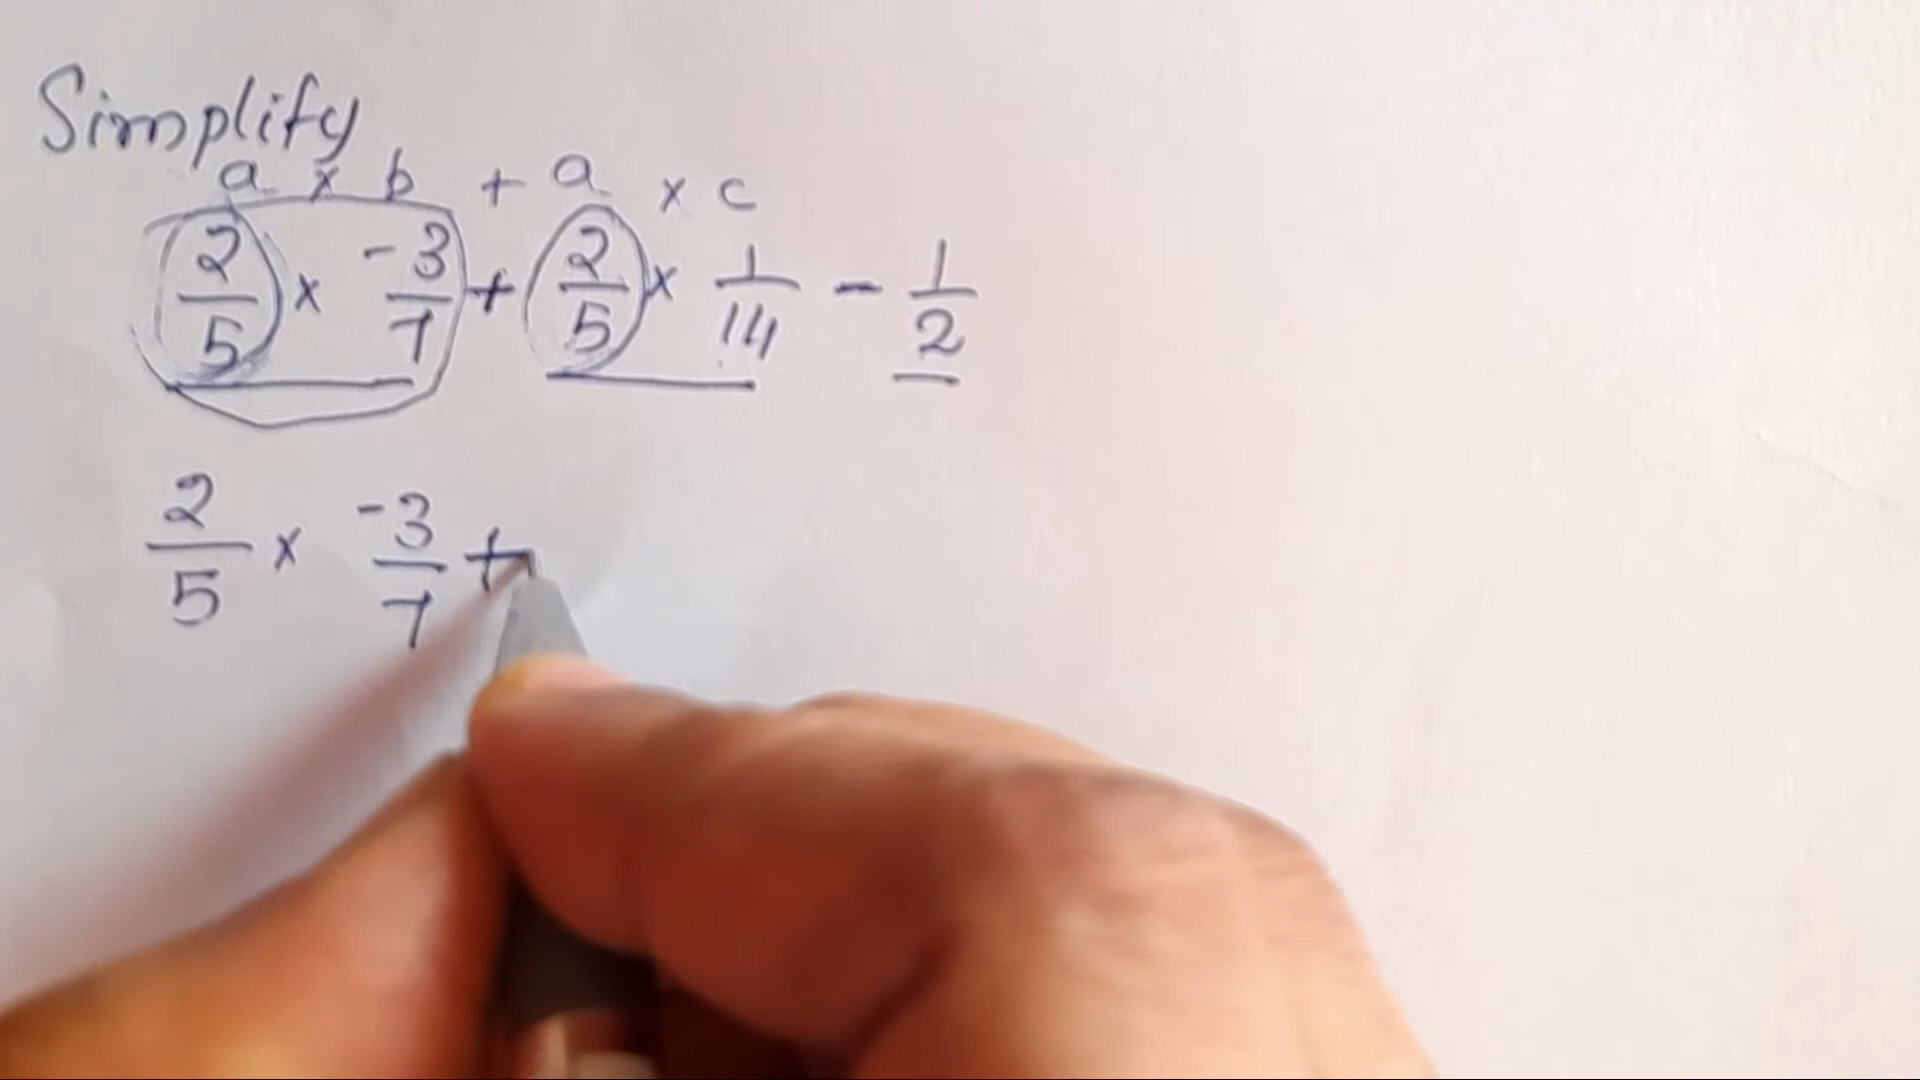 Simplify
a × b + a × c
2/5 × -3/7 + 2/5 × 1/14 - 1/2
2/5 × -3/7 +